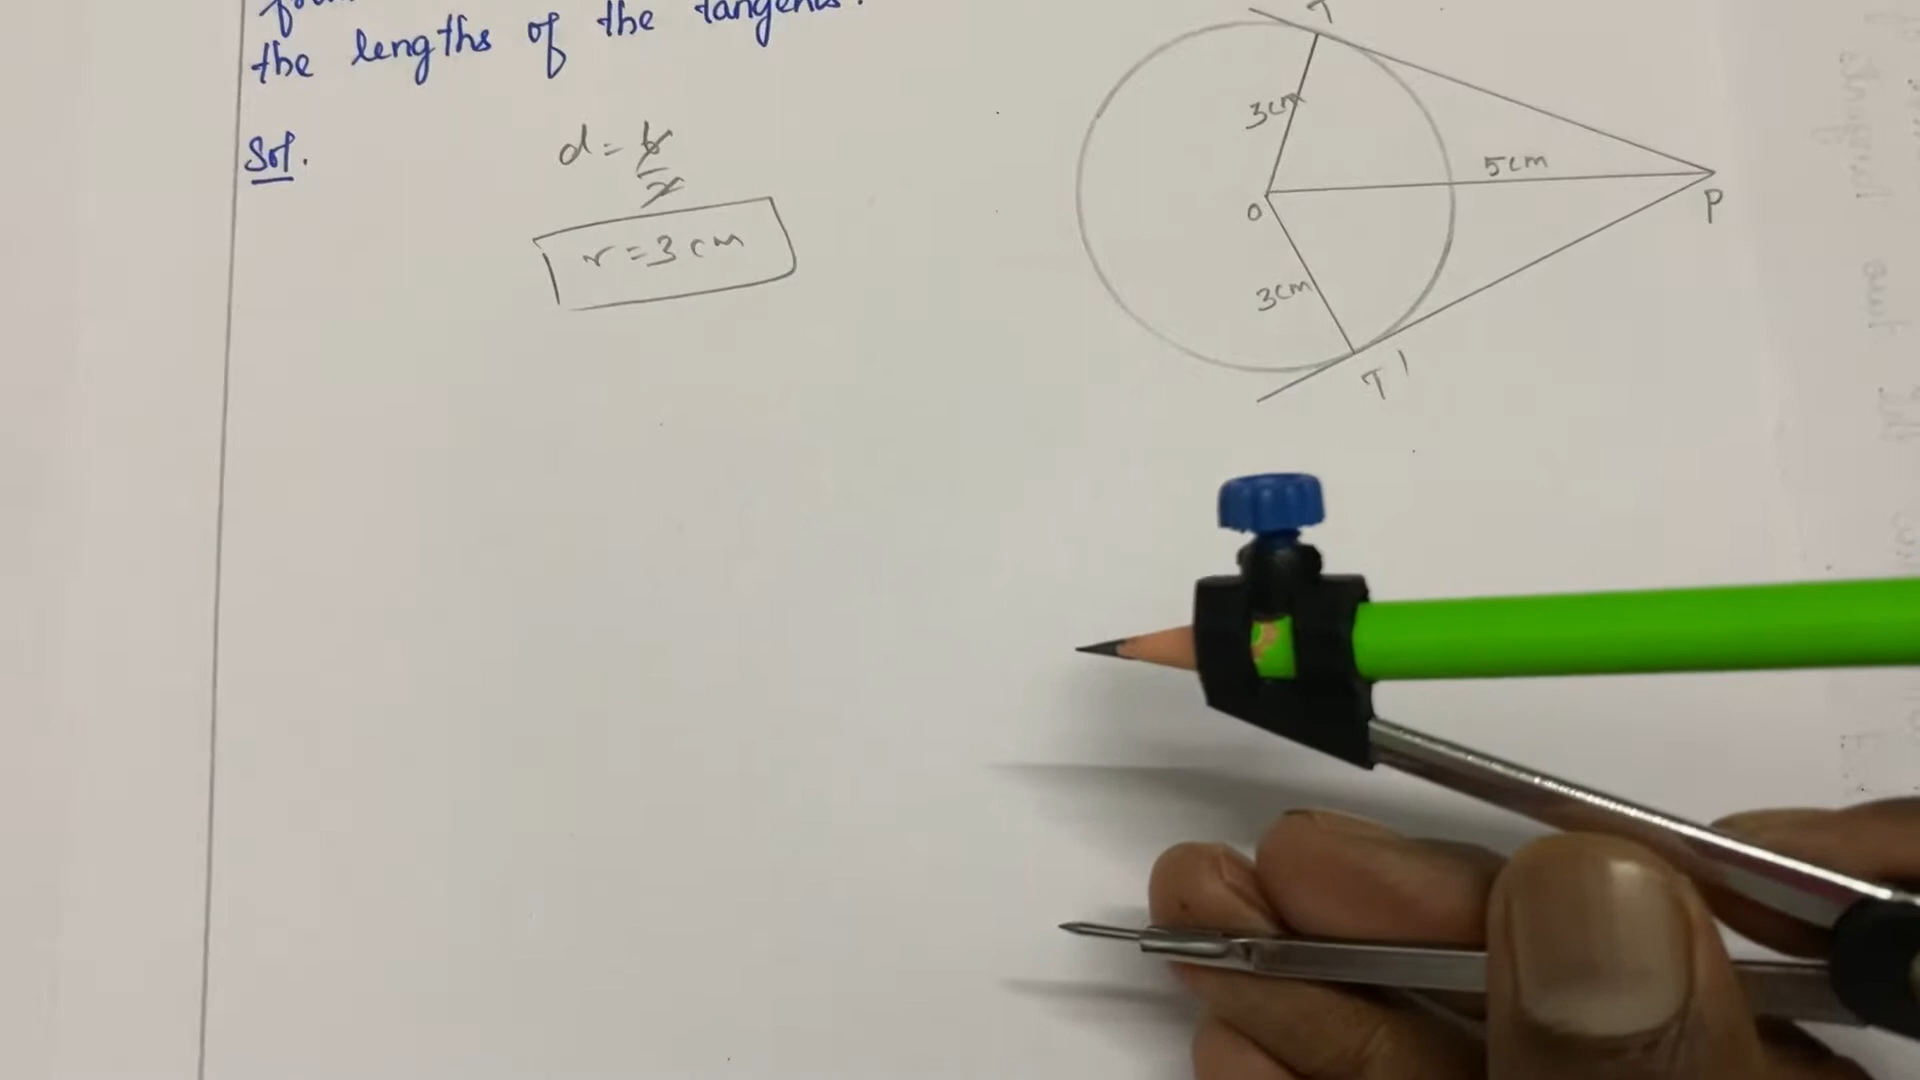 the lengths of the tangents.
Sol.
d = 6
2
r = 3 cm
T
3cm
5cm
O
P
3cm
T'